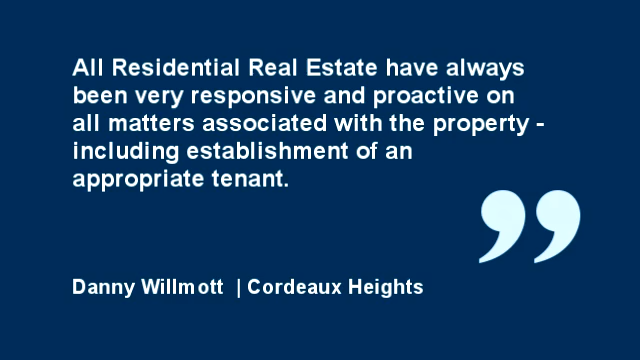 All Residential Real Estate have always
been very responsive and proactive on
all matters associated with the property -
including establishment of an
appropriate tenant.
”
Danny Willmott | Cordeaux Heights